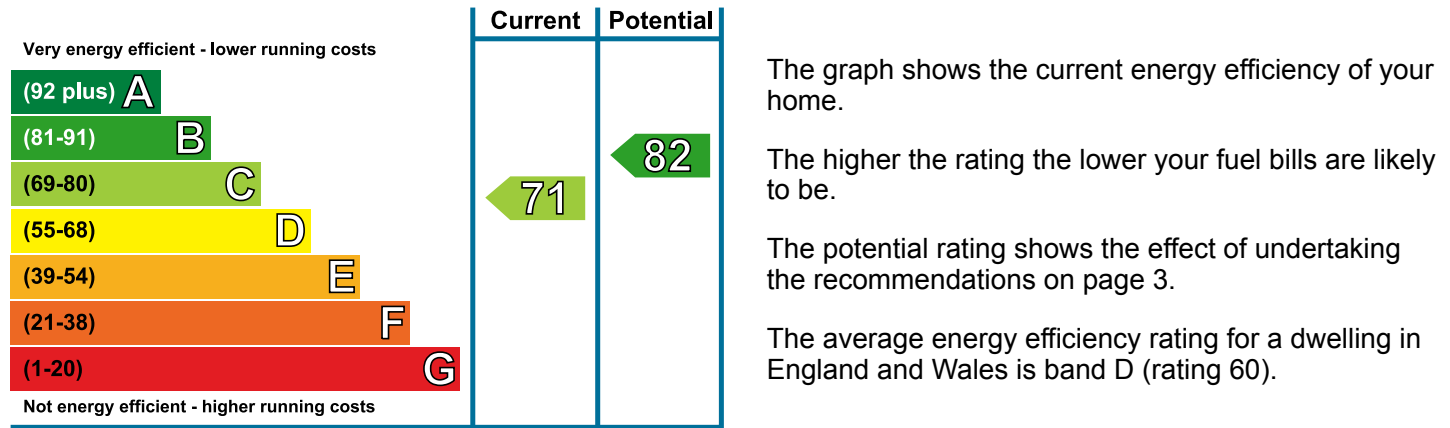 Current Potential
Very energy efficient - lower running costs
(92 plus) A
(81-91) B
(69-80) C
(55-68) D
(39-54) E
(21-38) F
(1-20) G
Not energy efficient - higher running costs
71
82
The graph shows the current energy efficiency of your
home.
The higher the rating the lower your fuel bills are likely
to be.
The potential rating shows the effect of undertaking
the recommendations on page 3.
The average energy efficiency rating for a dwelling in
England and Wales is band D (rating 60).